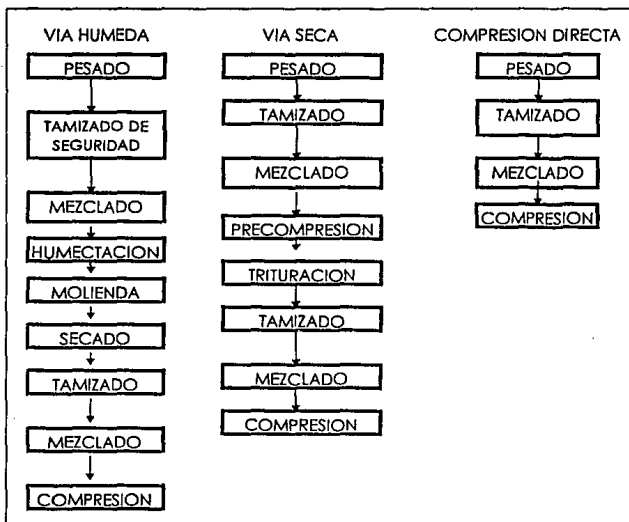 VIA HUMEDA
PESADO
TAMIZADO DE
SEGURIDAD
MEZCLADO
HUMECTACION
MOLIENDA
SECADO
TAMIZADO
MEZCLADO
COMPRESION
VIA SECA
PESADO
TAMIZADO
MEZCLADO
PRECOMPRESION
TRITURACION
TAMIZADO
MEZCLADO
COMPRESION
COMPRESION DIRECTA
PESADO
TAMIZADO
MEZCLADO
COMPRESION